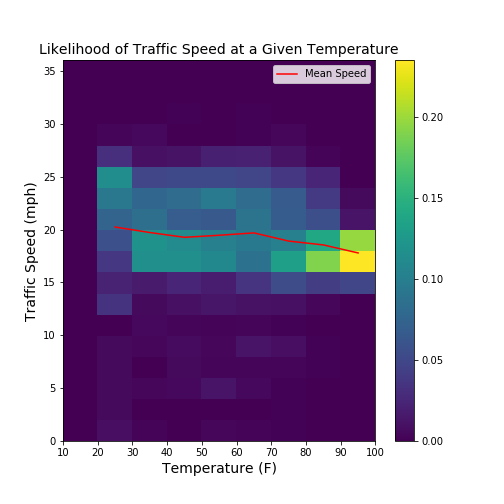 Likelihood of Traffic Speed at a Given Temperature
Mean Speed
Traffic Speed (mph)
35
30
25
20
15
10
5
0
10 20 30 40 50 60 70 80 90 100
Temperature (F)
0.20
0.15
0.10
0.05
0.00